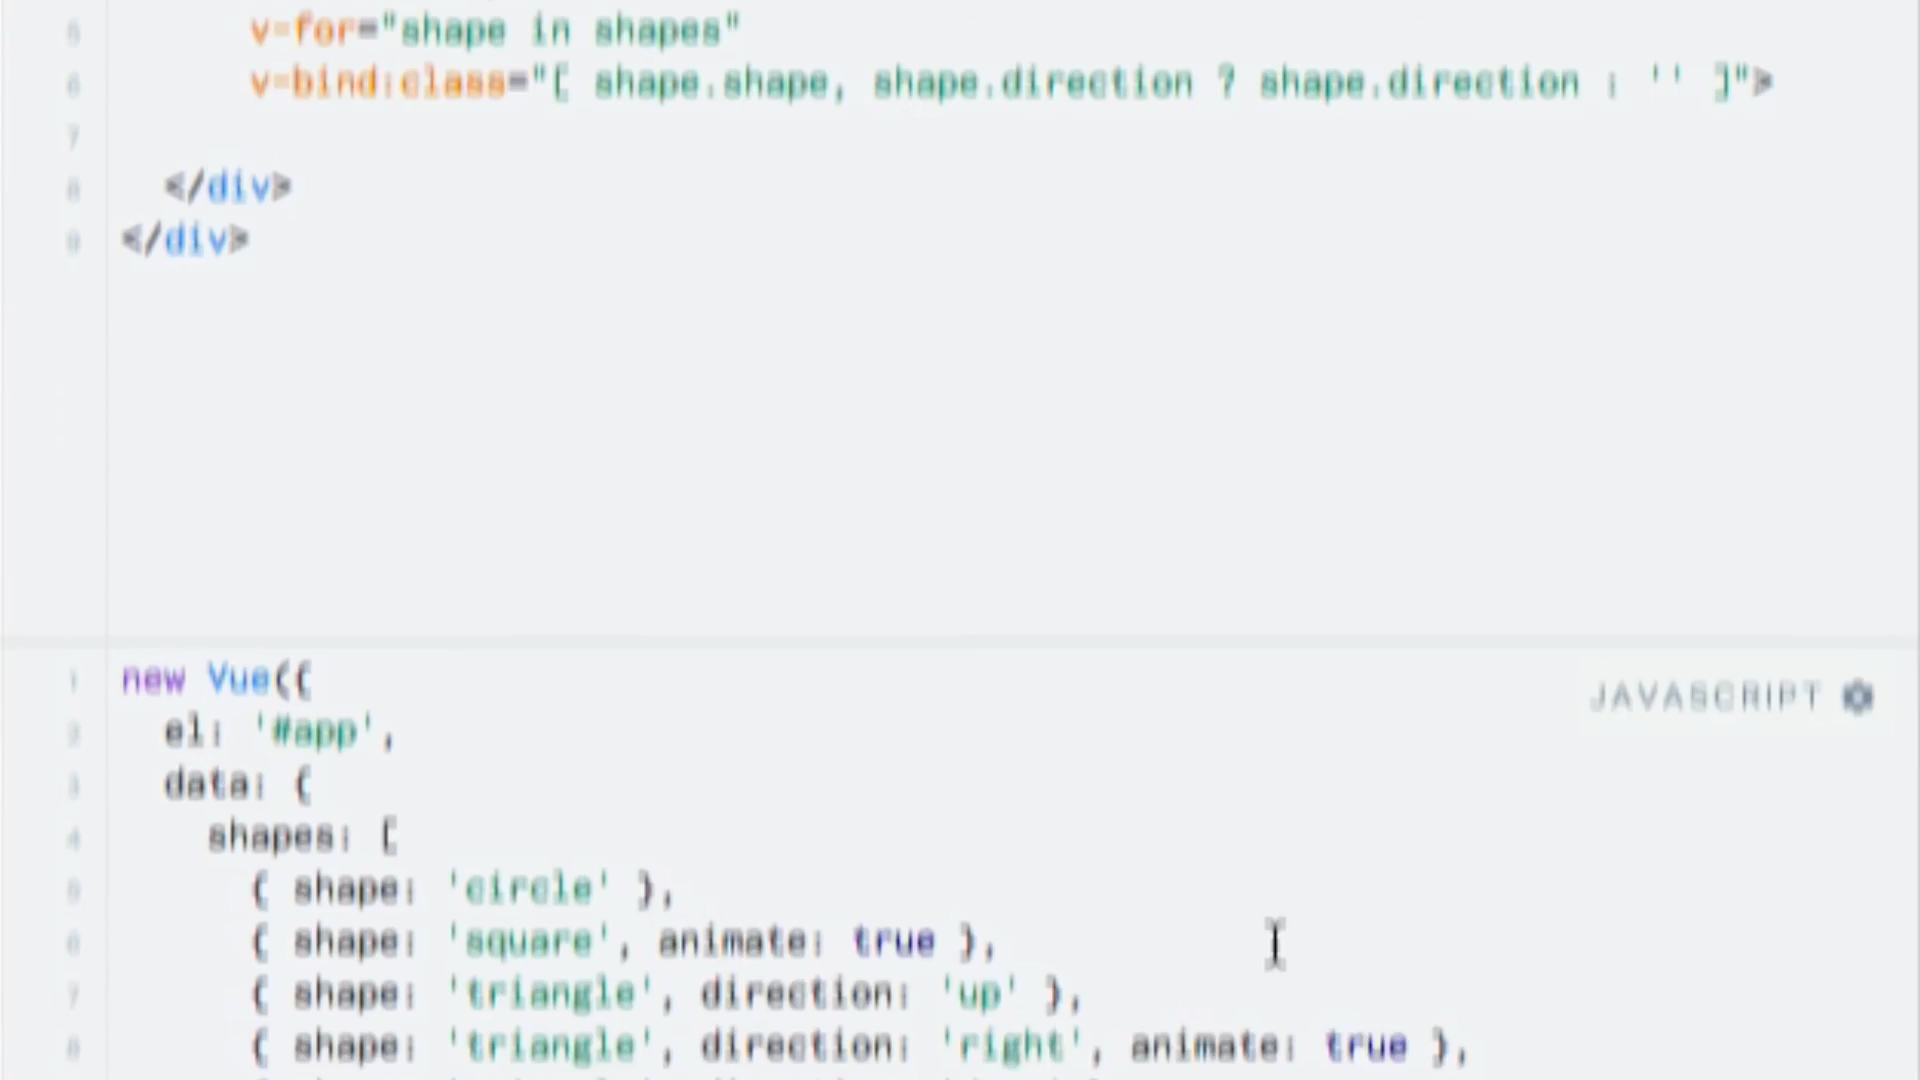 5 v-for="shape in shapes"
6 v-bind:class="[ shape.shape, shape.direction ? shape.direction : '' ]">
7
8 </div>
9 </div>
1 new Vue({
JAVASCRIPT
2 el: '#app',
3 data: {
4 shapes: [
5 { shape: 'circle' },
6 { shape: 'square', animate: true },
7 { shape: 'triangle', direction: 'up' },
8 { shape: 'triangle', direction: 'right', animate: true },